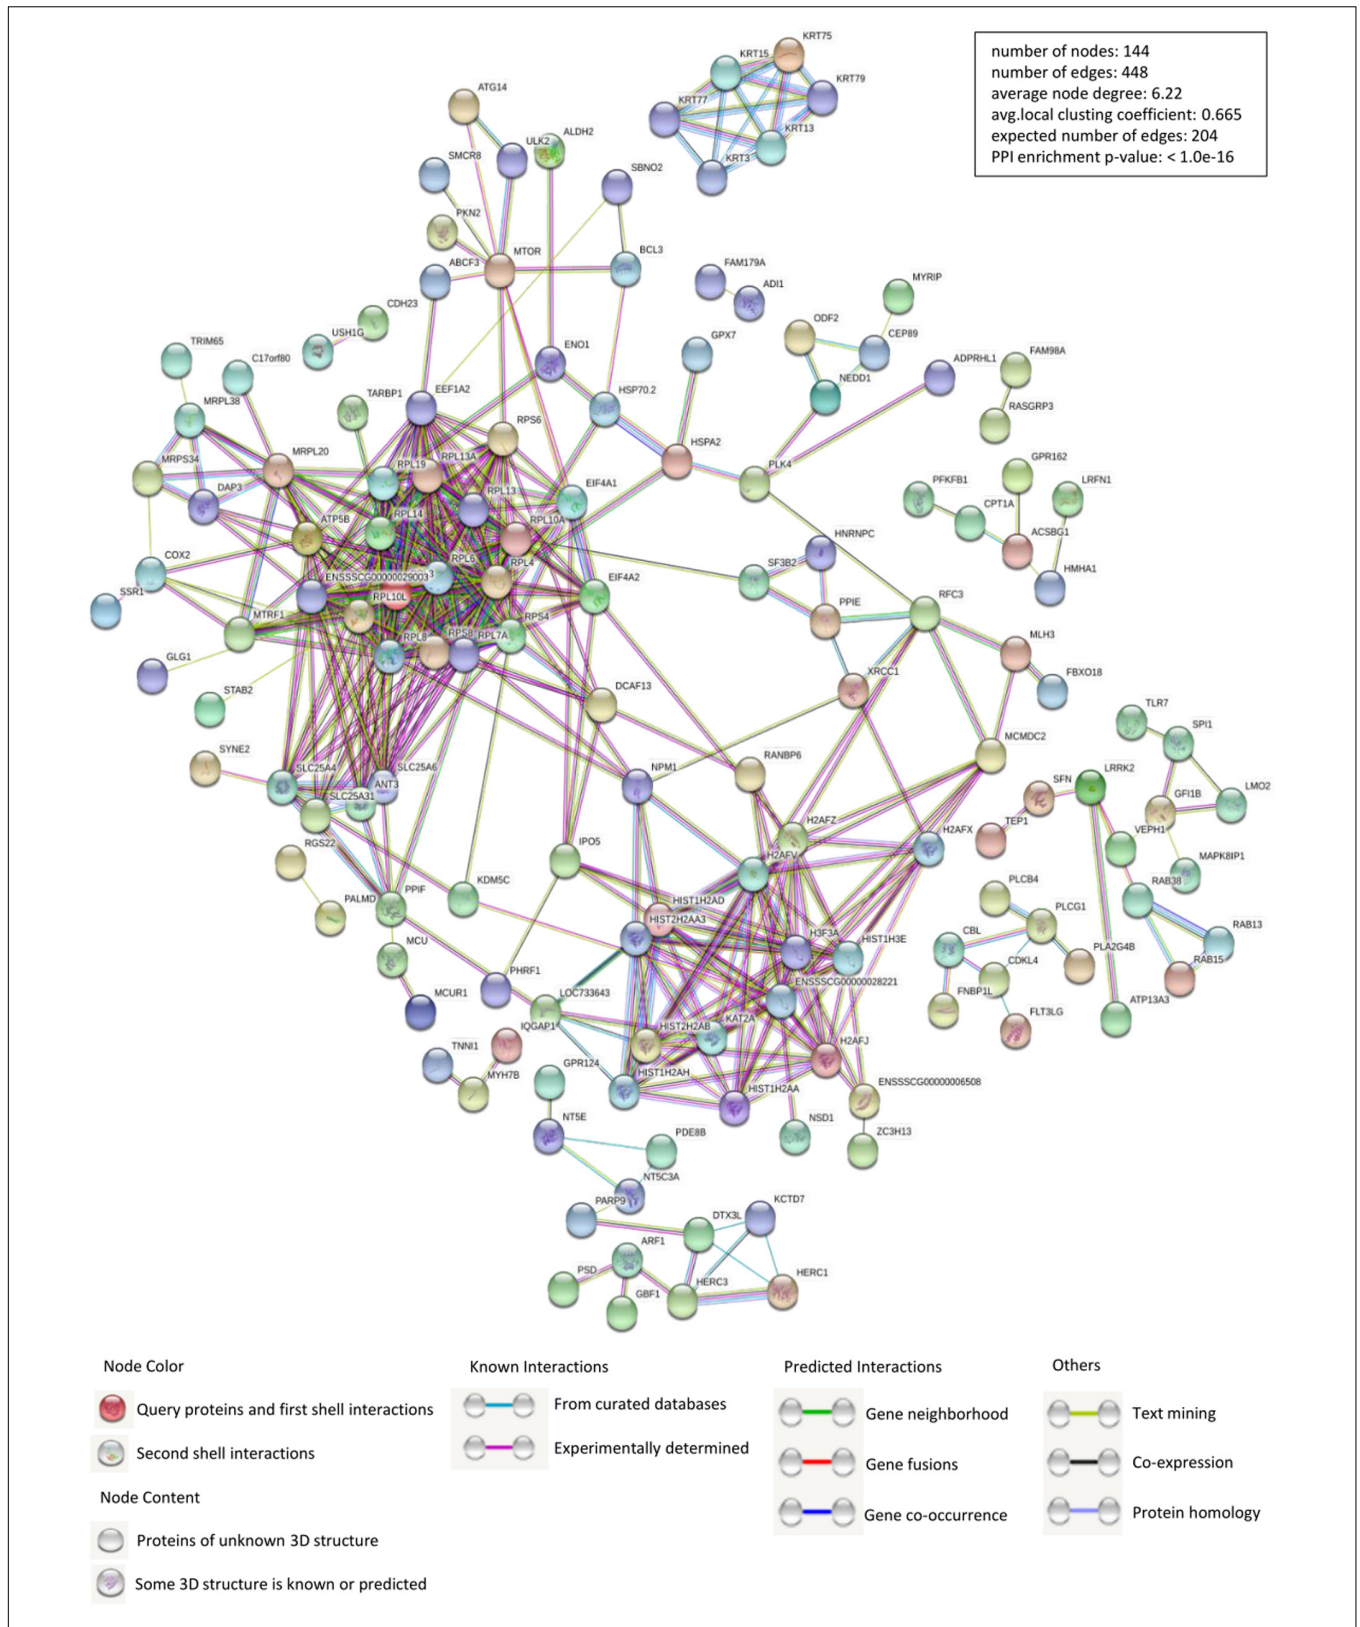 number of nodes: 144
number of edges: 448
average node degree: 6.22
avg.local clusting coefficient: 0.665
expected number of edges: 204
PPI enrichment p-value: < 1.0e-16
KRT75
KRT15
KRT79
KRT77
KRT13
KRT3
ATG14
ULK2
ALDH2
SMCR8
SBNO2
PKN2
MTOR
BCL3
ABCF3
FAM179A
ADI1
MYRIP
CDH23
USH1G
ODF2
CEP89
GPX7
TRIM65
C17orf80
ENO1
NEDD1
ADPRHL1
FAM98A
RASGRP3
MRPL38
TARBP1
EEF1A2
HSP70.2
RPS6
HSPA2
PLK4
MRPS34
MRPL20
RPL19
RPL13A
DAP3
RPL13
EIF4A1
GPR162
PFKFB1
CPT1A
LRFN1
ACSBG1
HMHA1
ATP5B
RPL14
RPL10A
HNRNPC
COX2
RPL6
RPL4
SF3B2
ENSSSCG00000029003
3
EIF4A2
SSR1
RPL10L
PPIE
RFC3
MTRF1
RPL8
RPS8
RPL7A
RPS4
MLH3
FBXO18
GLG1
STAB2
XRCC1
DCAF13
TLR7
SPI1
SYNE2
SLC25A4
SLC25A6
ANT3
SLC25A31
NPM1
RANBP6
MCMDC2
SFN
LRRK2
GFI1B
LMO2
TEP1
VEPH1
MAPK8IP1
H2AFZ
H2AFX
H2AFV
RGS22
PALMD
IPO5
KDM5C
PPIF
HIST1H2AD
HIST2H2AA3
H3F3A
HIST1H3E
PLCB4
PLCG1
RAB38
RAB13
CBL
CDKL4
PLA2G4B
RAB15
MCU
PHRF1
MCUR1
LOC733643
ENSSSCG00000028221
FNBP1L
FLT3LG
ATP13A3
IQGAP1
HIST2H2AB
KAT2A
H2AFJ
TNNI1
MYH7B
GPR124
HIST1H2AH
HIST1H2AA
ENSSSCG00000006508
NT5E
PDE8B
NSD1
ZC3H13
NT5C3A
PARP9
DTX3L
KCTD7
ARF1
PSD
GBF1
HERC3
HERC1
Node Color
Query proteins and first shell interactions
Second shell interactions
Node Content
Proteins of unknown 3D structure
Some 3D structure is known or predicted
Known Interactions
From curated databases
Experimentally determined
Predicted Interactions
Gene neighborhood
Gene fusions
Gene co-occurrence
Others
Text mining
Co-expression
Protein homology